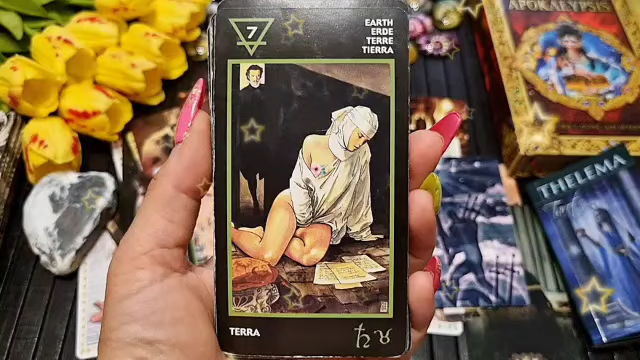 7
EARTH
ERDE
TERRE
TIERRA
TERRA
♄ ♉
APOKALYPSIS
THELEMA